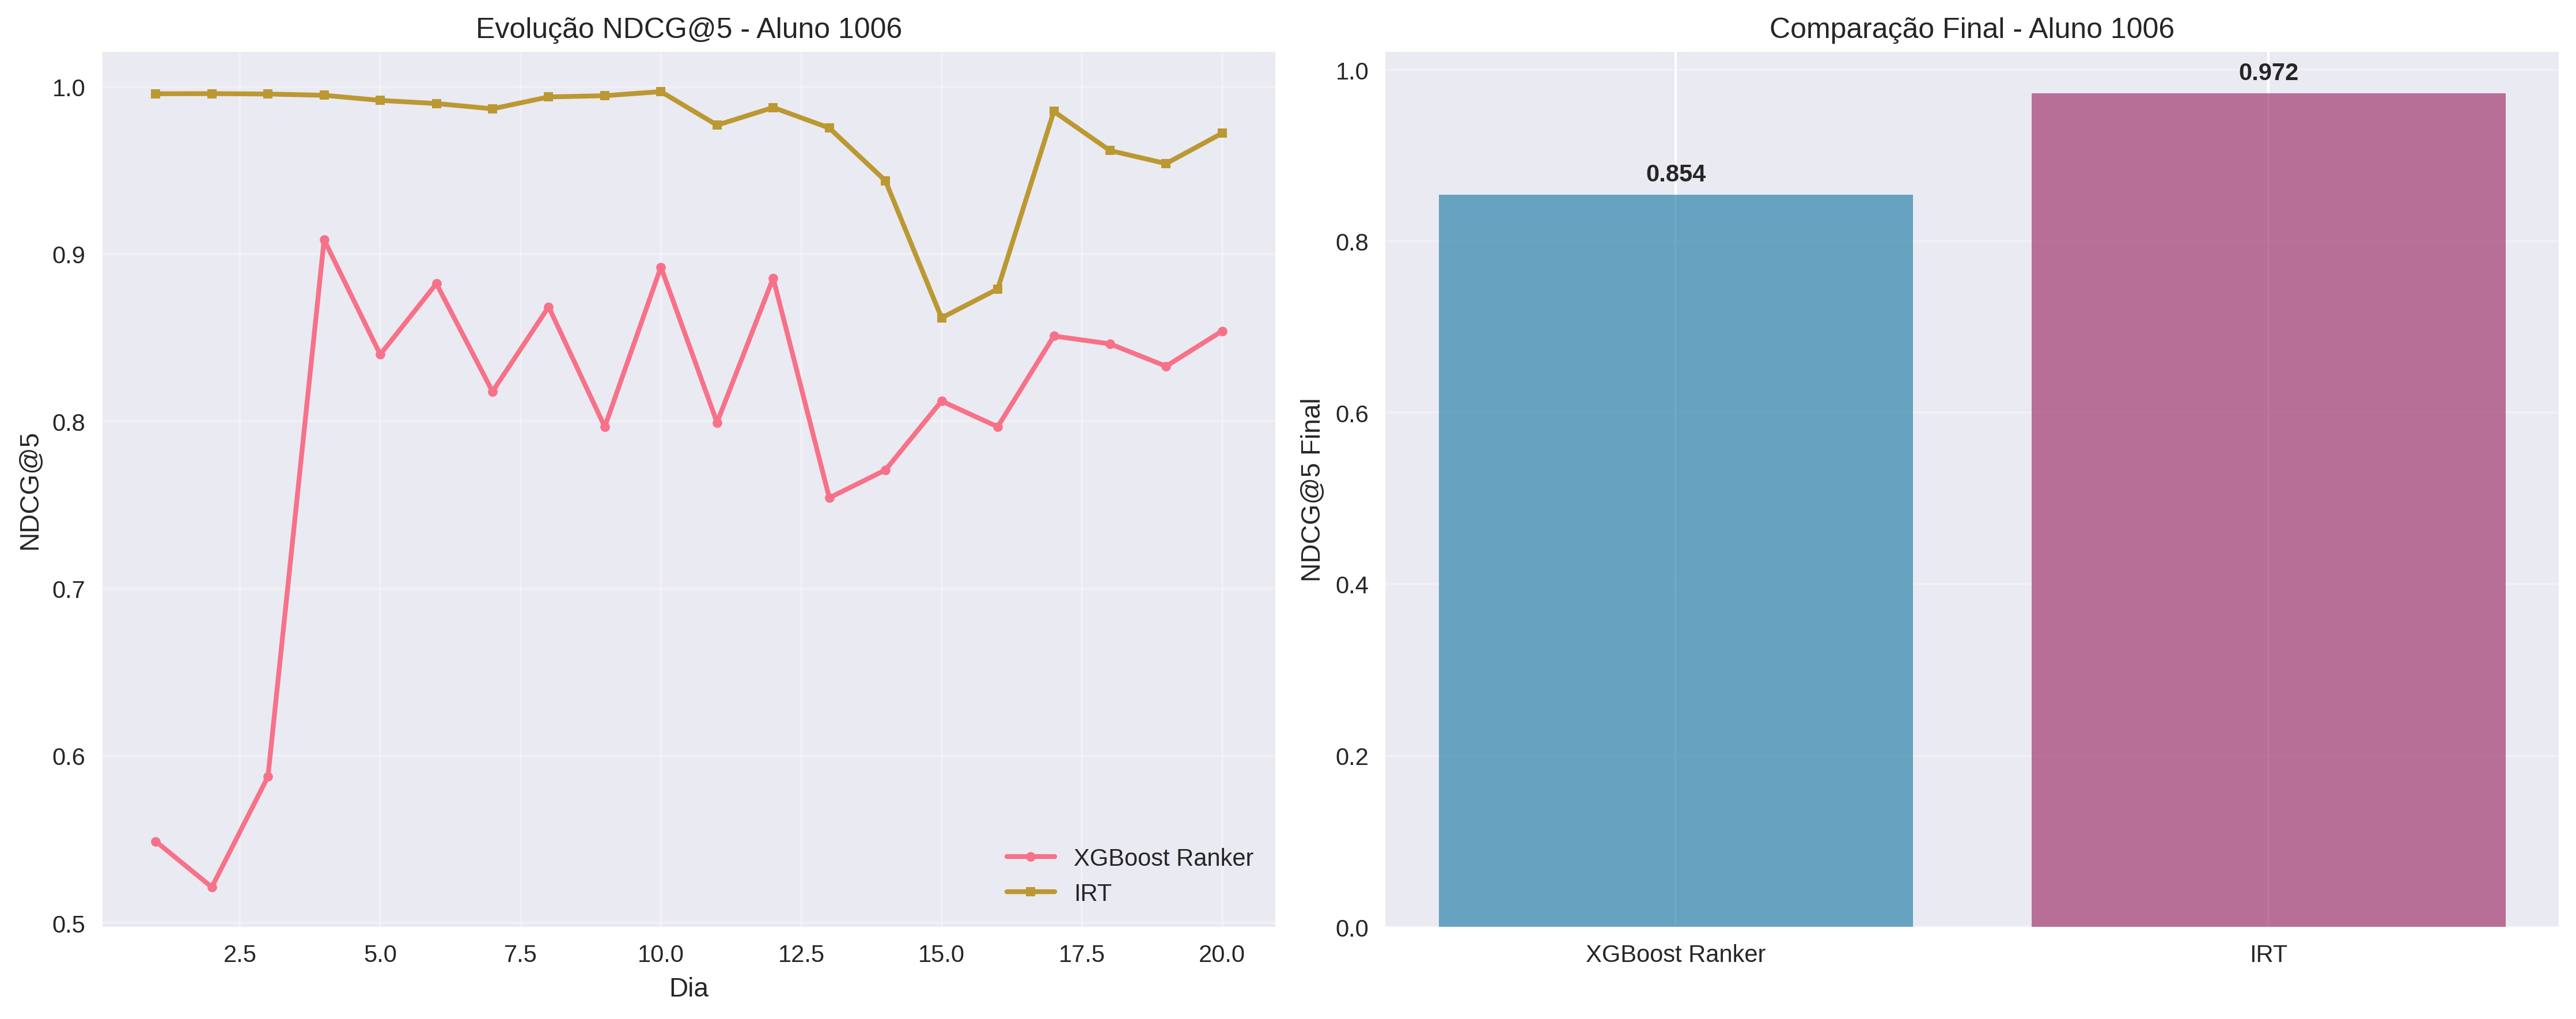 Evolução NDCG@5 - Aluno 1006
NDCG@5
1.0
0.9
0.8
0.7
0.6
0.5
2.5 5.0 7.5 10.0 12.5 15.0 17.5 20.0
Dia
XGBoost Ranker
IRT
Comparação Final - Aluno 1006
NDCG@5 Final
1.0
0.8
0.6
0.4
0.2
0.0
0.854
0.972
XGBoost Ranker IRT